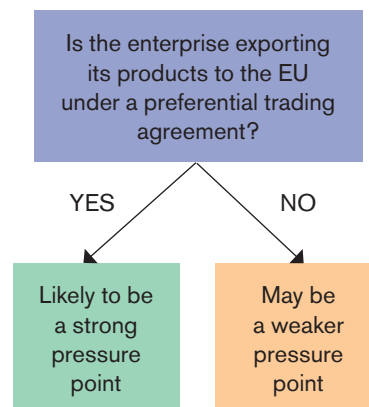 Is the enterprise exporting
its products to the EU
under a preferential trading
agreement?
YES
NO
Likely to be
a strong
pressure
point
May be
a weaker
pressure
point